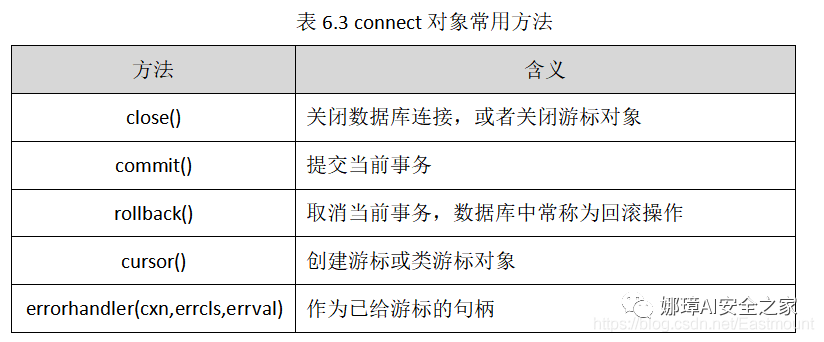 表 6.3 connect 对象常用方法
方法 含义
close() 关闭数据库连接，或者关闭游标对象
commit() 提交当前事务
rollback() 取消当前事务，数据库中常称为回滚操作
cursor() 创建游标或类游标对象
errorhandler(cxn,errcls,errval) 作为已给游标的句柄
娜璋AI安全之家
https://blog.csdn.net/Eastmount